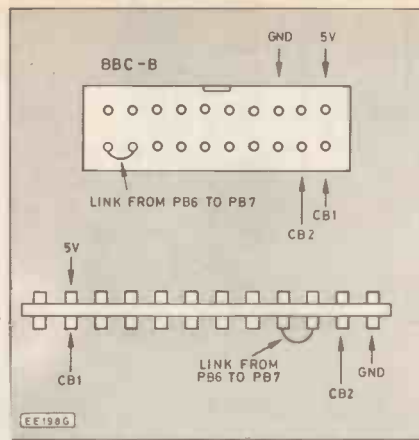 GND 5V
BBC-B
LINK FROM PB6 TO PB7
CB1
CB2
5V
LINK FROM
PB6 TO PB7
CB1
CB2
GND
EE198G